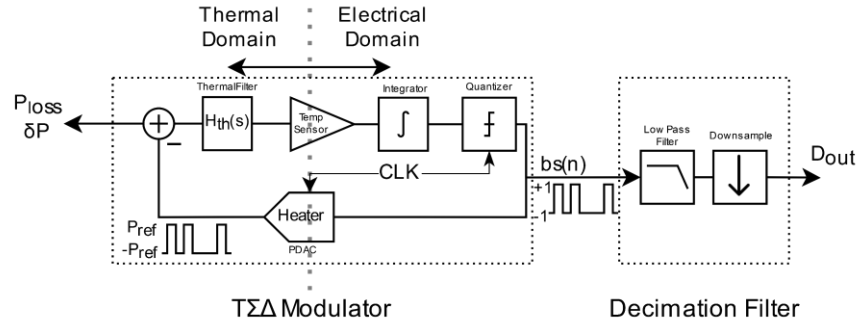 Thermal Domain
Electrical Domain
Ploss
δP
ThermalFilter
Hth(s)
Temp
Sensor
Integrator
∫
Quantizer
CLK
Heater
PDAC
Pref
-Pref
bs(n)
+1
-1
Low Pass
Filter
Downsample
Dout
TΣΔ Modulator
Decimation Filter